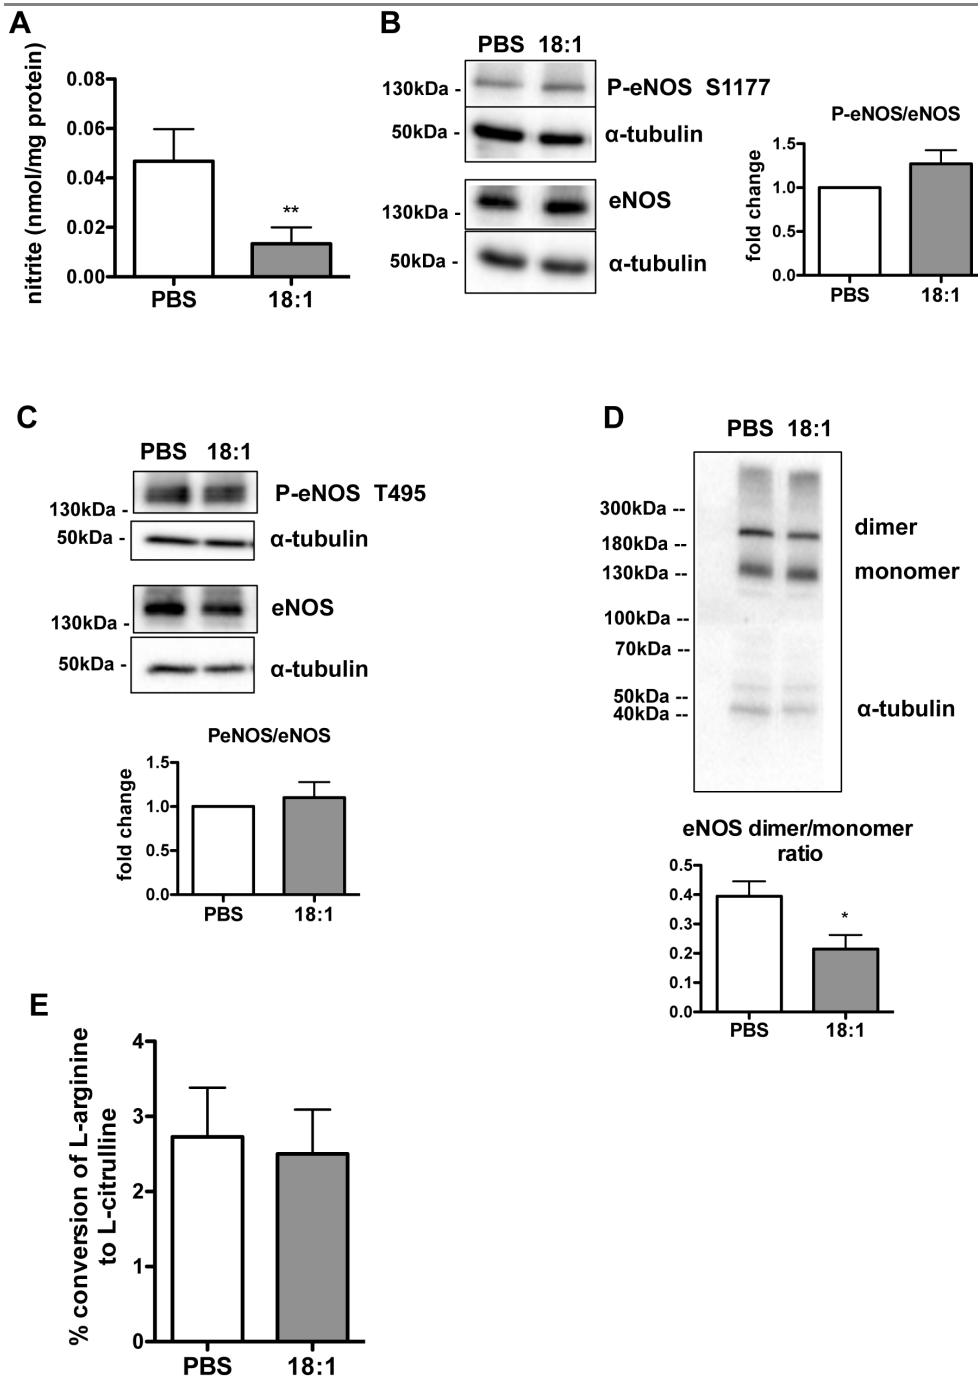 A
nitrite (nmol/mg protein)
0.08
0.06
0.04
0.02
0.00
**
PBS
18:1
B
PBS 18:1
130kDa -
P-eNOS S1177
50kDa -
α-tubulin
130kDa -
eNOS
50kDa -
α-tubulin
P-eNOS/eNOS
fold change
1.5
1.0
0.5
0.0
PBS
18:1
C
PBS 18:1
P-eNOS T495
130kDa -
50kDa -
α-tubulin
eNOS
130kDa -
50kDa -
α-tubulin
PeNOS/eNOS
fold change
1.5
1.0
0.5
0.0
PBS
18:1
D
PBS 18:1
300kDa --
dimer
180kDa --
130kDa --
monomer
100kDa --
70kDa --
50kDa --
40kDa --
α-tubulin
eNOS dimer/monomer
ratio
0.5
0.4
0.3
0.2
0.1
0.0
*
PBS
18:1
E
% conversion of L-arginine
to L-citrulline
4
3
2
1
0
PBS
18:1